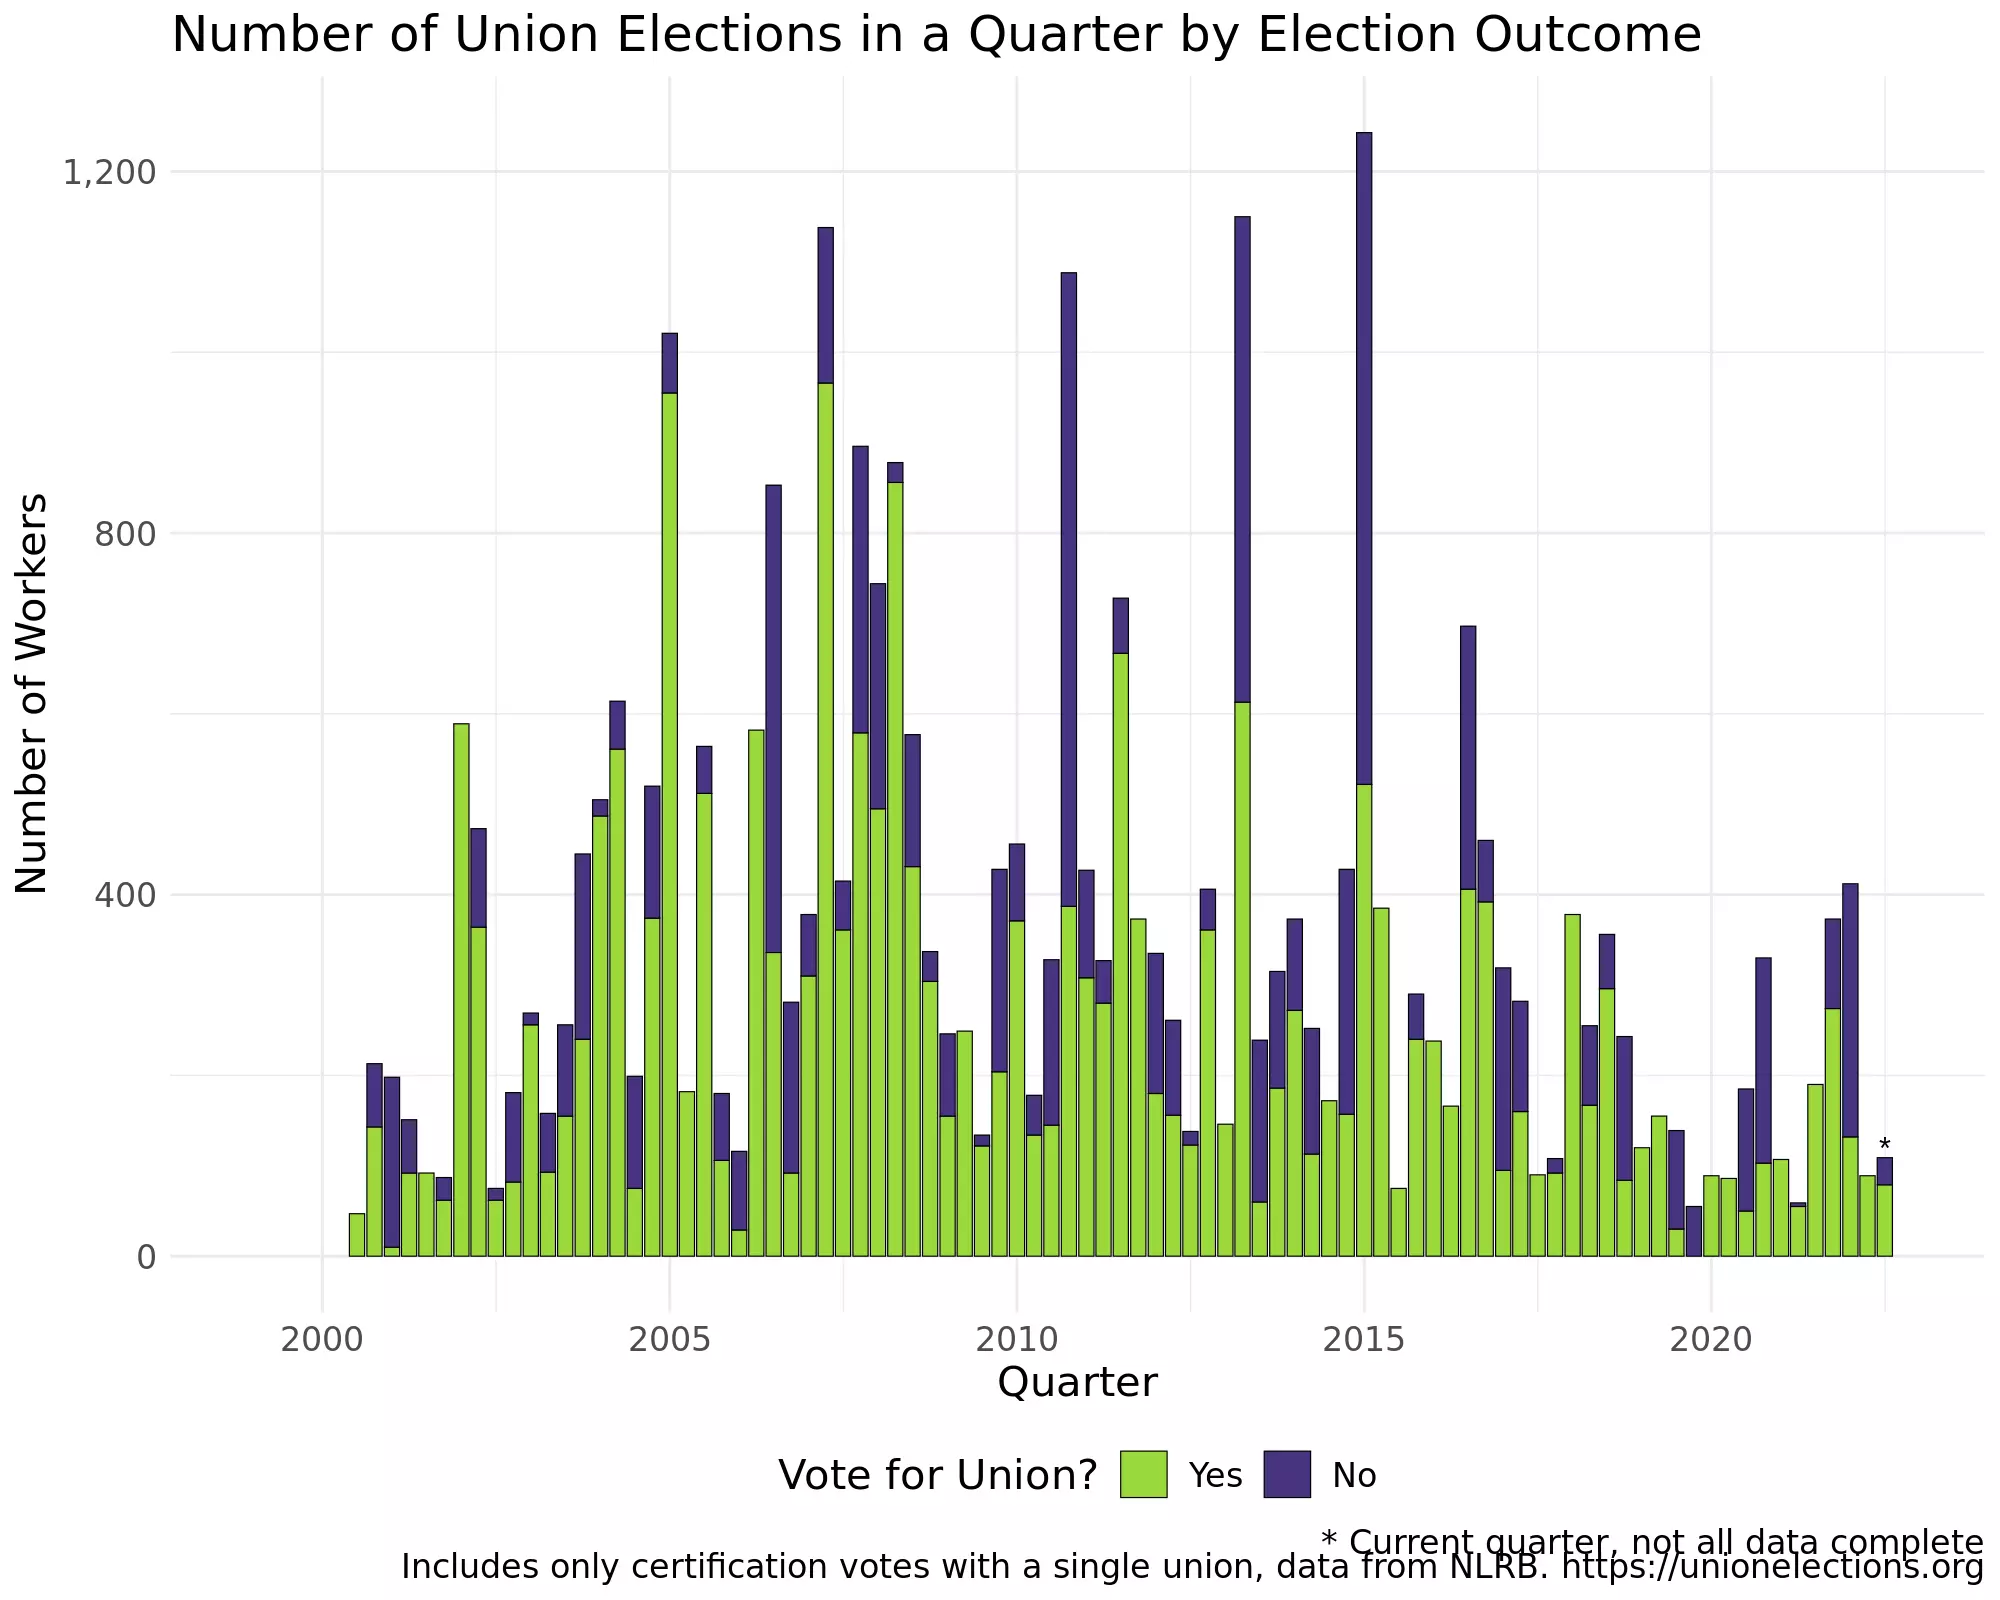 Number of Union Elections in a Quarter by Election Outcome
Number of Workers
1,200
800
400
0
*
2000 2005 2010 2015 2020
Quarter
Vote for Union? Yes No
* Current quarter, not all data complete
Includes only certification votes with a single union, data from NLRB. https://unionelections.org